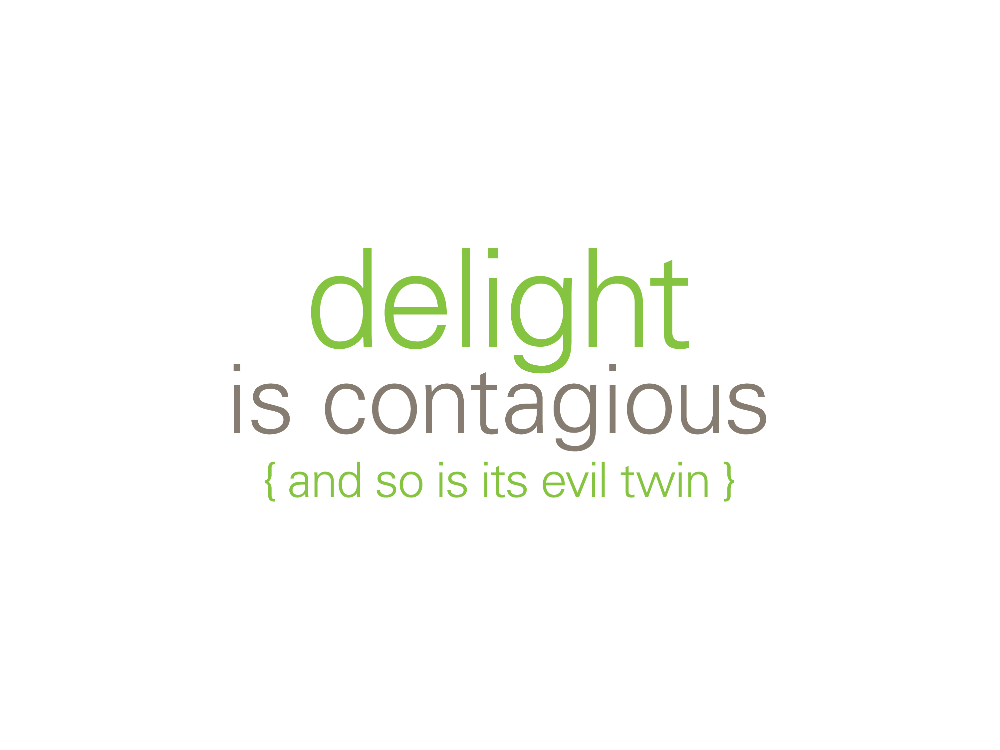 delight
is contagious
{ and so is its evil twin }